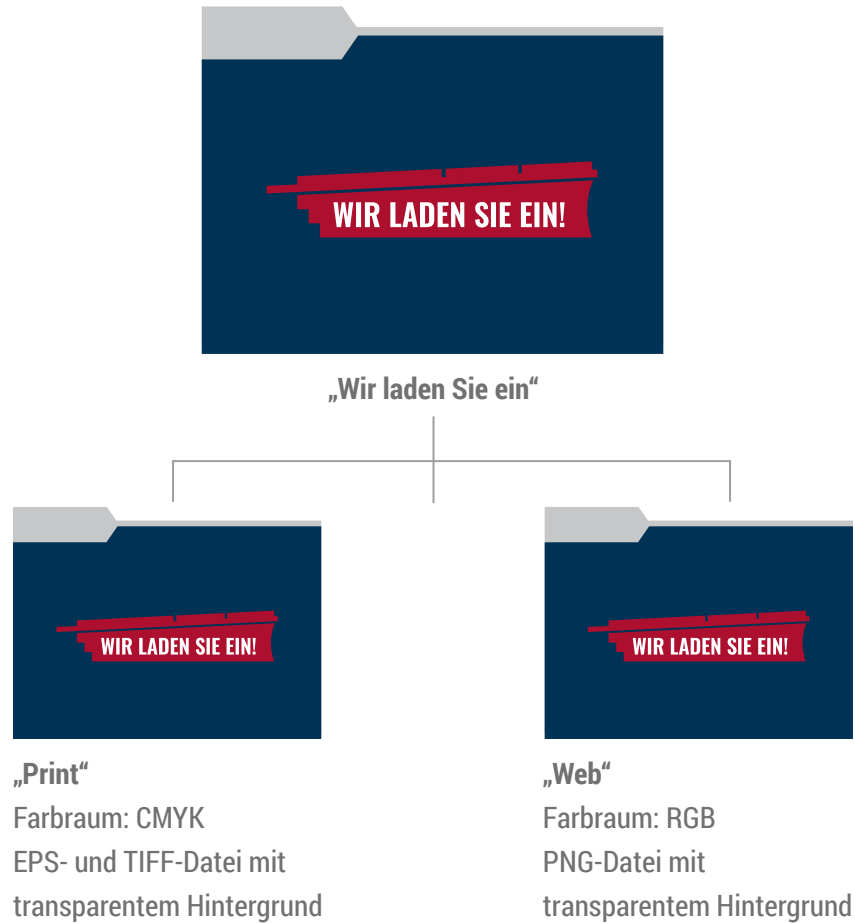 WIR LADEN SIE EIN!
„Wir laden Sie ein“
WIR LADEN SIE EIN!
„Print“
Farbraum: CMYK
EPS- und TIFF-Datei mit
transparentem Hintergrund
WIR LADEN SIE EIN!
„Web“
Farbraum: RGB
PNG-Datei mit
transparentem Hintergrund